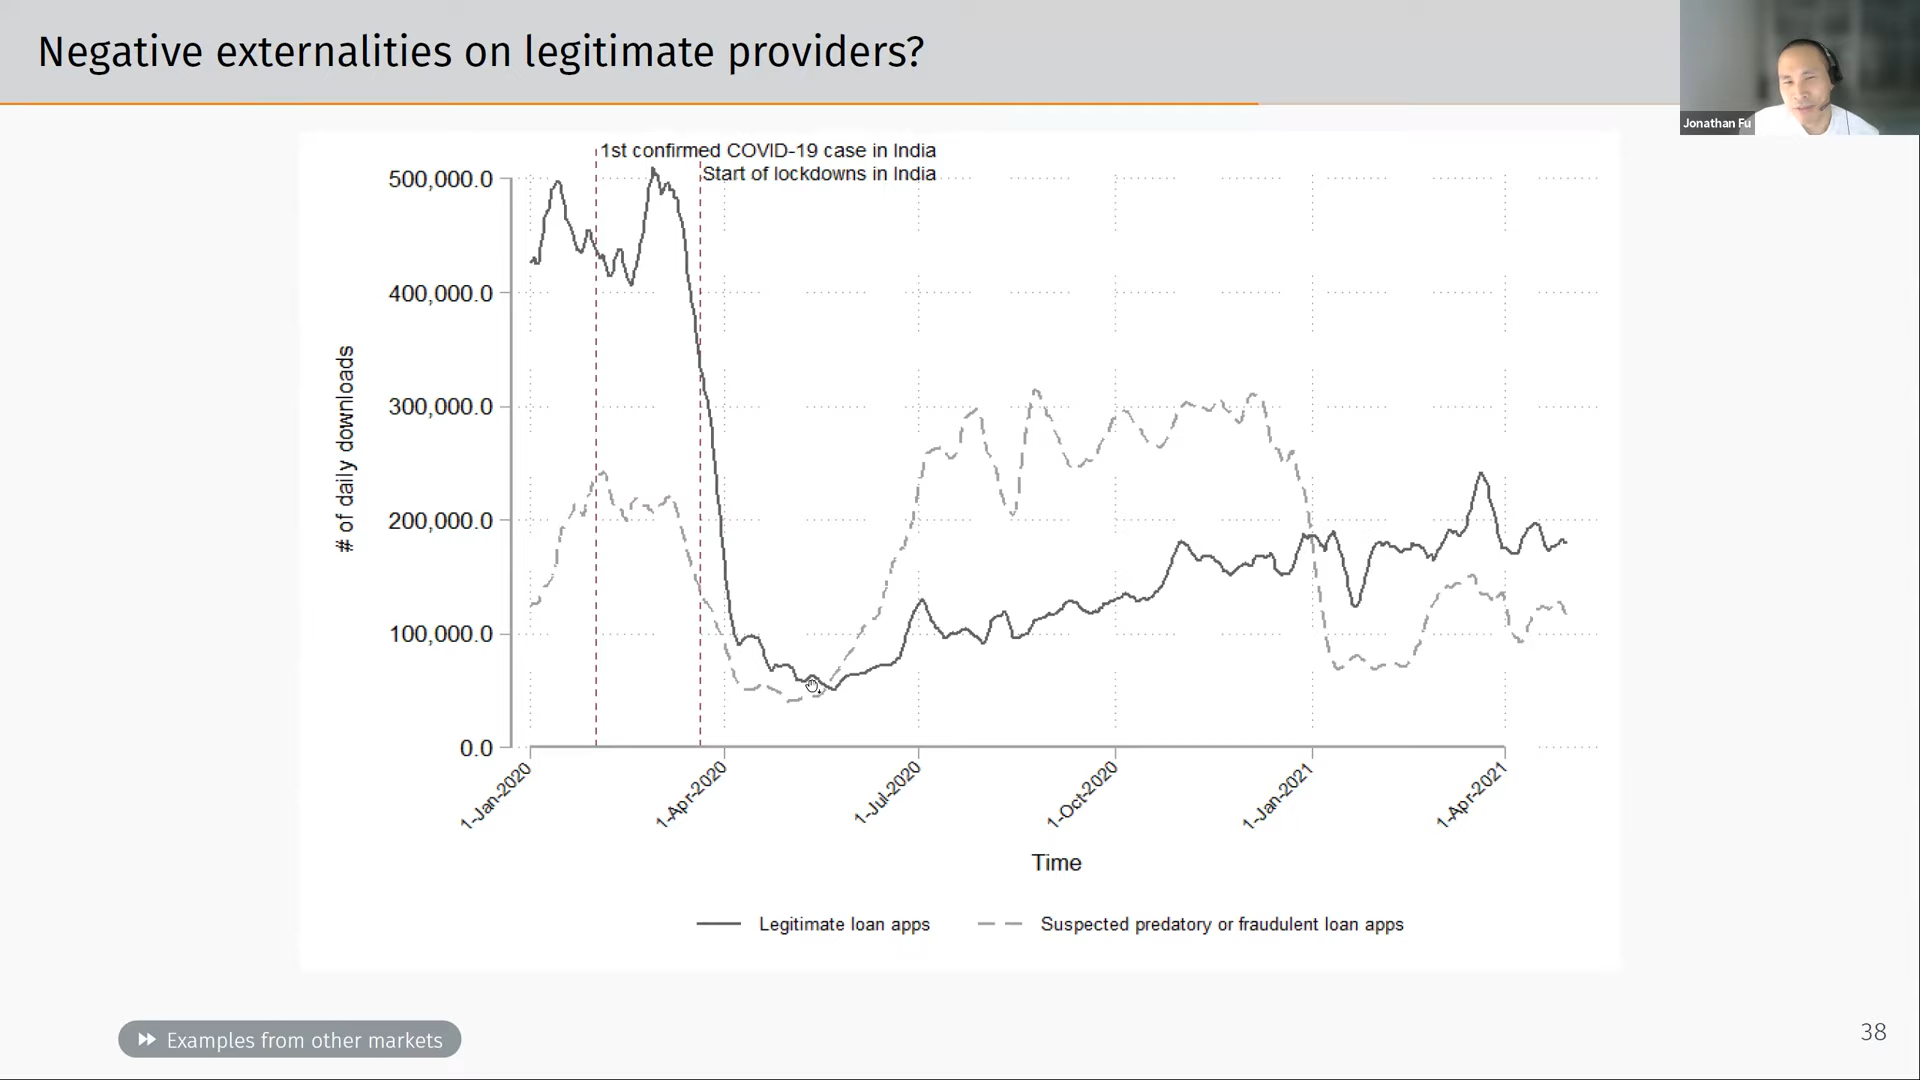 Negative externalities on legitimate providers?
Jonathan Fu
1st confirmed COVID-19 case in India
Start of lockdowns in India
500,000.0
400,000.0
300,000.0
200,000.0
100,000.0
0.0
# of daily downloads
1-Jan-2020
1-Apr-2020
1-Jul-2020
1-Oct-2020
1-Jan-2021
1-Apr-2021
Time
Legitimate loan apps
Suspected predatory or fraudulent loan apps
Examples from other markets
38